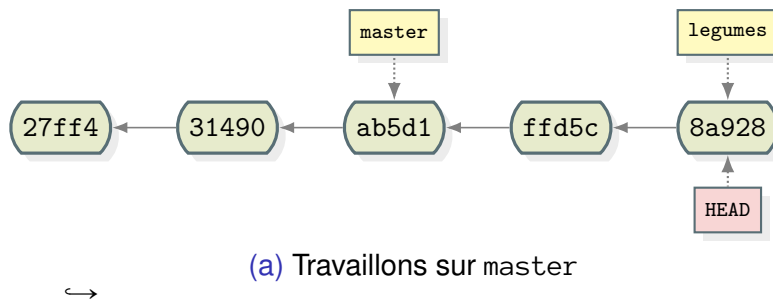 master legumes
27ff4 31490 ab5d1 ffd5c 8a928
HEAD
(a) Travaillons sur master
↪